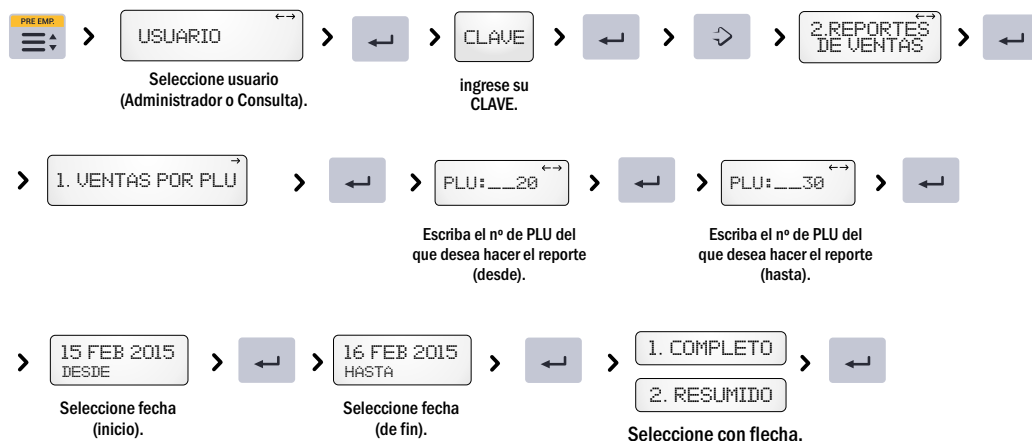 PRE EMP.
USUARIO
CLAVE
2.REPORTES
DE VENTAS
Seleccione usuario
(Administrador o Consulta).
ingrese su
CLAVE.
1. VENTAS POR PLU
PLU:__20
PLU:__30
Escriba el nº de PLU del
que desea hacer el reporte
(desde).
Escriba el nº de PLU del
que desea hacer el reporte
(hasta).
15 FEB 2015
DESDE
16 FEB 2015
HASTA
1. COMPLETO
2. RESUMIDO
Seleccione fecha
(inicio).
Seleccione fecha
(de fin).
Seleccione con flecha.